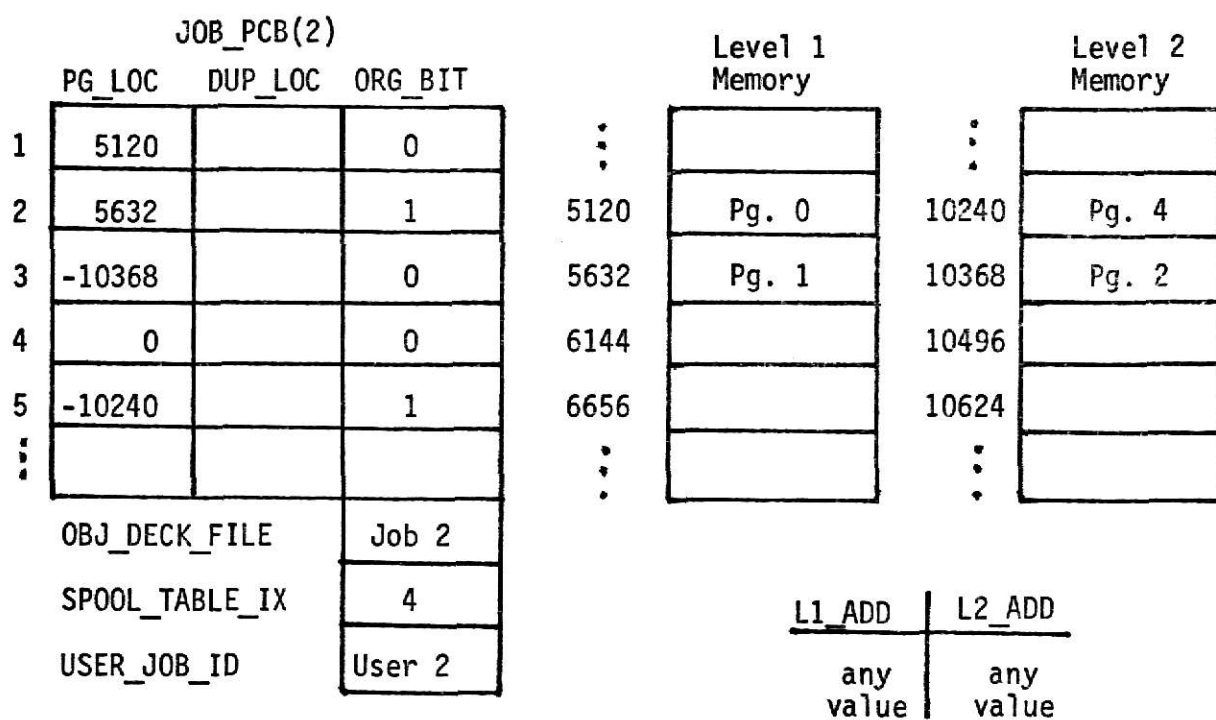 JOB_PCB(2)
PG_LOC DUP_LOC ORG_BIT
1 5120 0
2 5632 1
3 -10368 0
4 0 0
5 -10240 1
OBJ_DECK_FILE Job 2
SPOOL_TABLE_IX 4
USER_JOB_ID User 2
Level 1
Memory
5120 Pg. 0
5632 Pg. 1
6144
6656
Level 2
Memory
10240 Pg. 4
10368 Pg. 2
10496
10624
L1_ADD L2_ADD
any any
value value